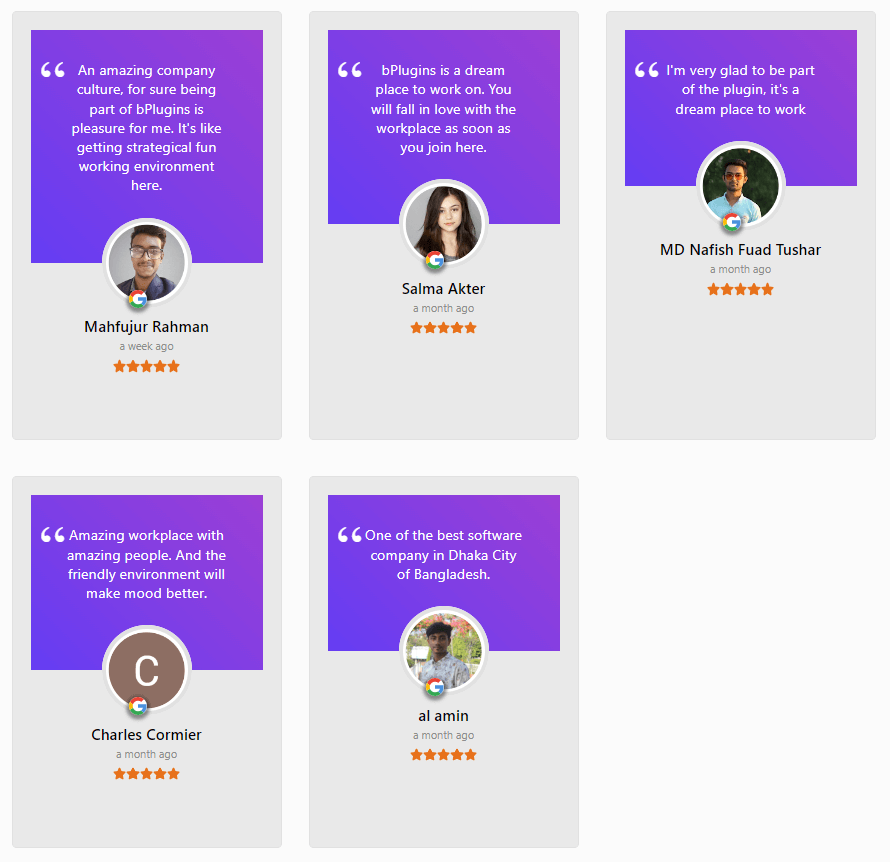 An amazing company
culture, for sure being
part of bPlugins is
pleasure for me. It's like
getting strategical fun
working environment
here.
Mahfujur Rahman
a week ago
bPlugins is a dream
place to work on. You
will fall in love with the
workplace as soon as
you join here.
Salma Akter
a month ago
I'm very glad to be part
of the plugin, it's a
dream place to work
MD Nafish Fuad Tushar
a month ago
Amazing workplace with
amazing people. And the
friendly environment will
make mood better.
C
Charles Cormier
a month ago
One of the best software
company in Dhaka City
of Bangladesh.
al amin
a month ago